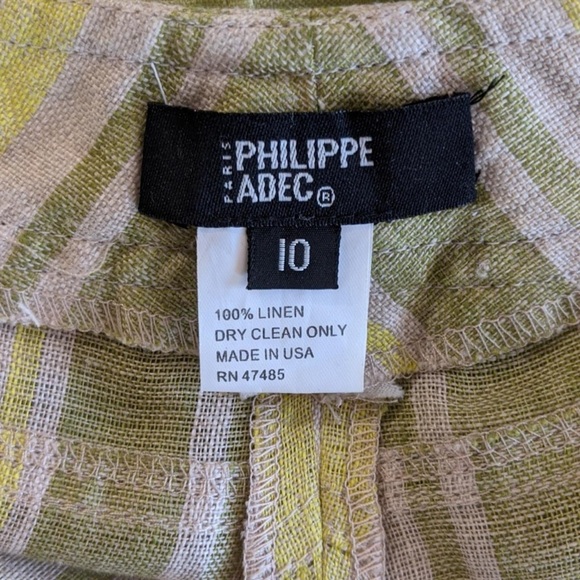 PARIS
PHILIPPE
ADEC®
10
100% LINEN
DRY CLEAN ONLY
MADE IN USA
RN 47485